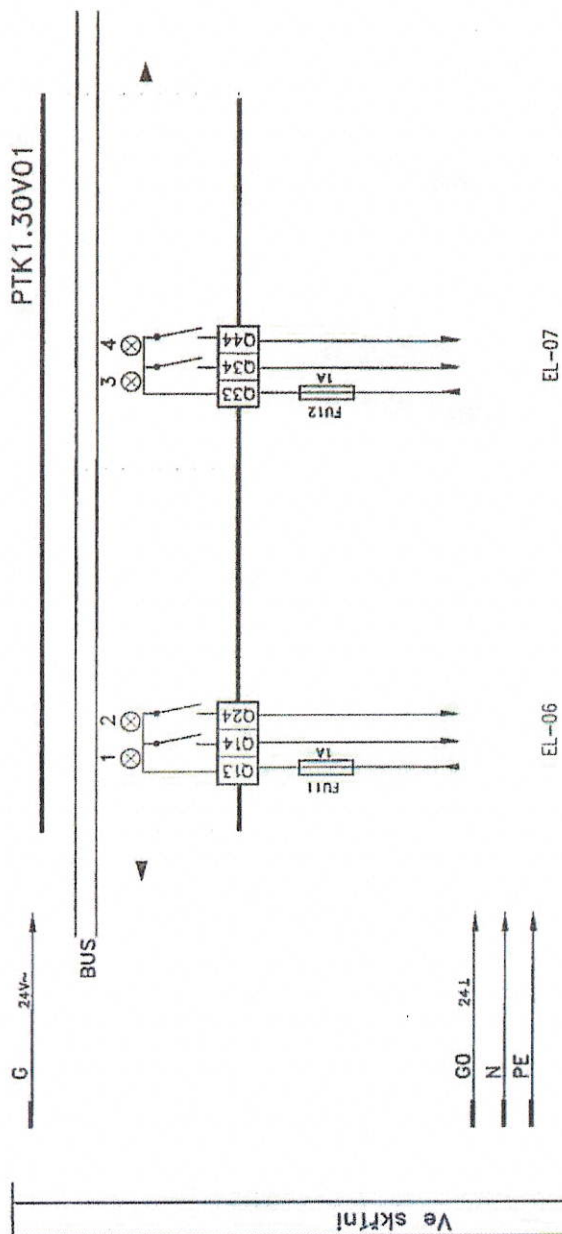 PTK1.30V01
G
24V~
BUS
1
2
3
4
Q13
Q14
Q24
Q33
Q34
Q44
FU11
1A
FU12
1A
G0
24⊥
N
PE
EL-06
EL-07
Ve skříni